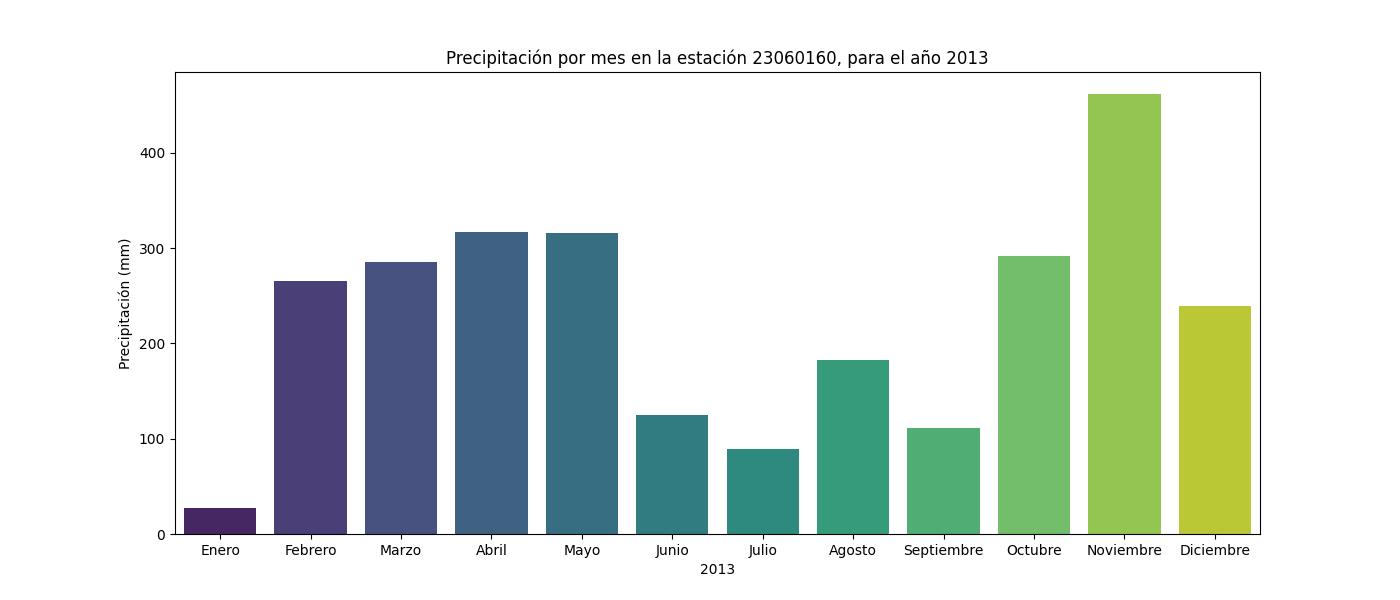 Precipitación por mes en la estación 23060160, para el año 2013
Precipitación (mm)
400
300
200
100
0
Enero Febrero Marzo Abril Mayo Junio Julio Agosto Septiembre Octubre Noviembre Diciembre
2013